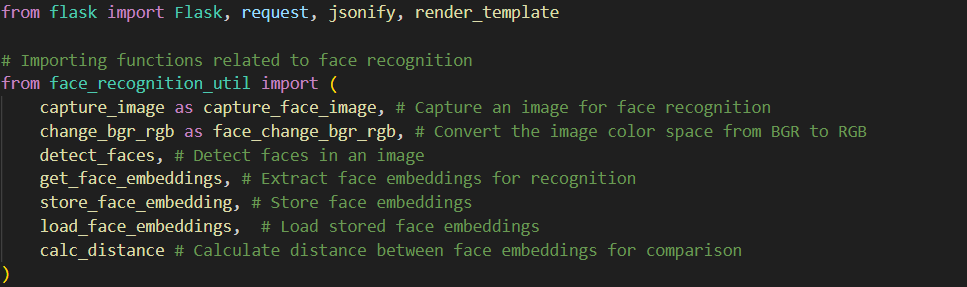 from flask import Flask, request, jsonify, render_template
# Importing functions related to face recognition
from face_recognition_util import (
capture_image as capture_face_image, # Capture an image for face recognition
change_bgr_rgb as face_change_bgr_rgb, # Convert the image color space from BGR to RGB
detect_faces, # Detect faces in an image
get_face_embeddings, # Extract face embeddings for recognition
store_face_embedding, # Store face embeddings
load_face_embeddings,  # Load stored face embeddings
calc_distance # Calculate distance between face embeddings for comparison
)